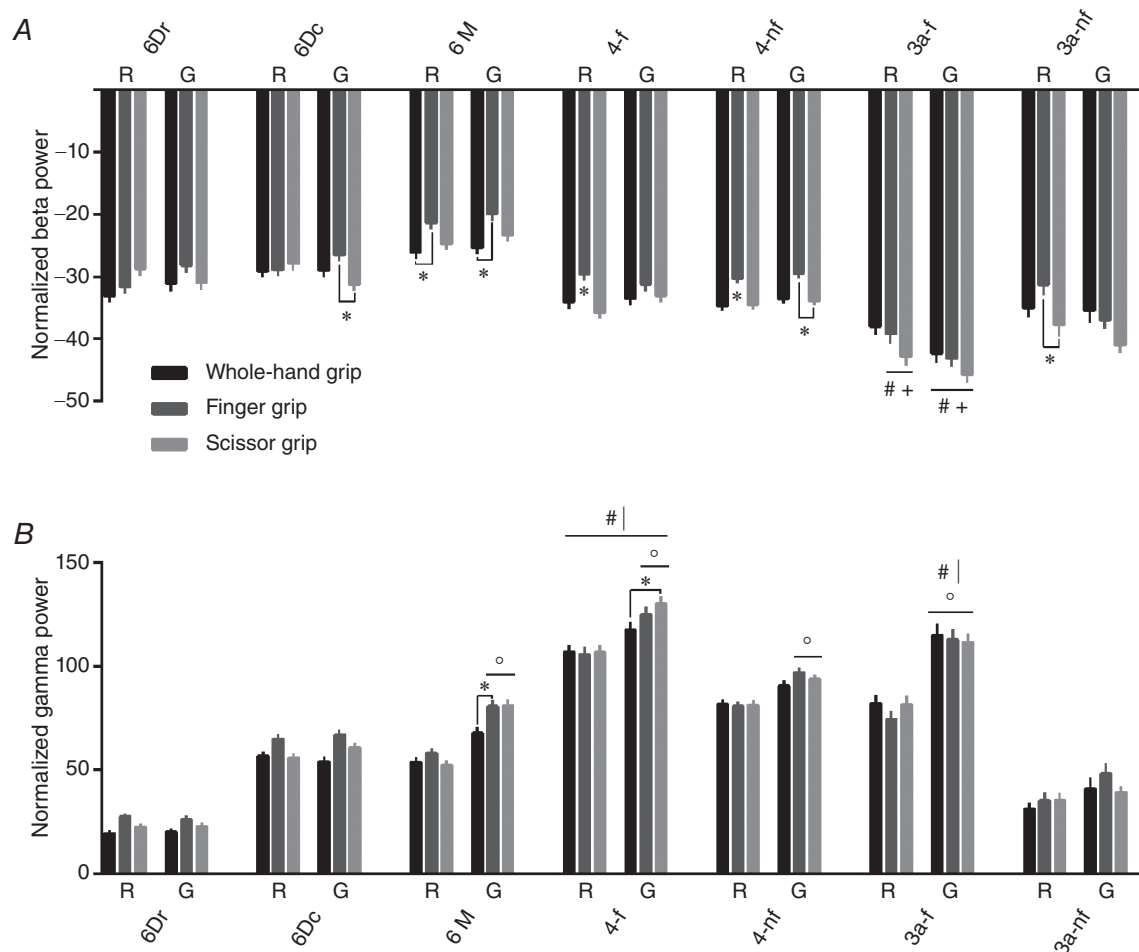 A
6Dr 6Dc 6 M 4-f 4-nf 3a-f 3a-nf
R G R G R G R G R G R G R G
Normalized beta power
–10
–20
–30
–40
–50
* * * * * * *
# + # +
*
Whole-hand grip
Finger grip
Scissor grip
B
Normalized gamma power
150
100
50
0
# |
°
*
* °
°
# |
°
R G R G R G R G R G R G R G
6Dr 6Dc 6 M 4-f 4-nf 3a-f 3a-nf